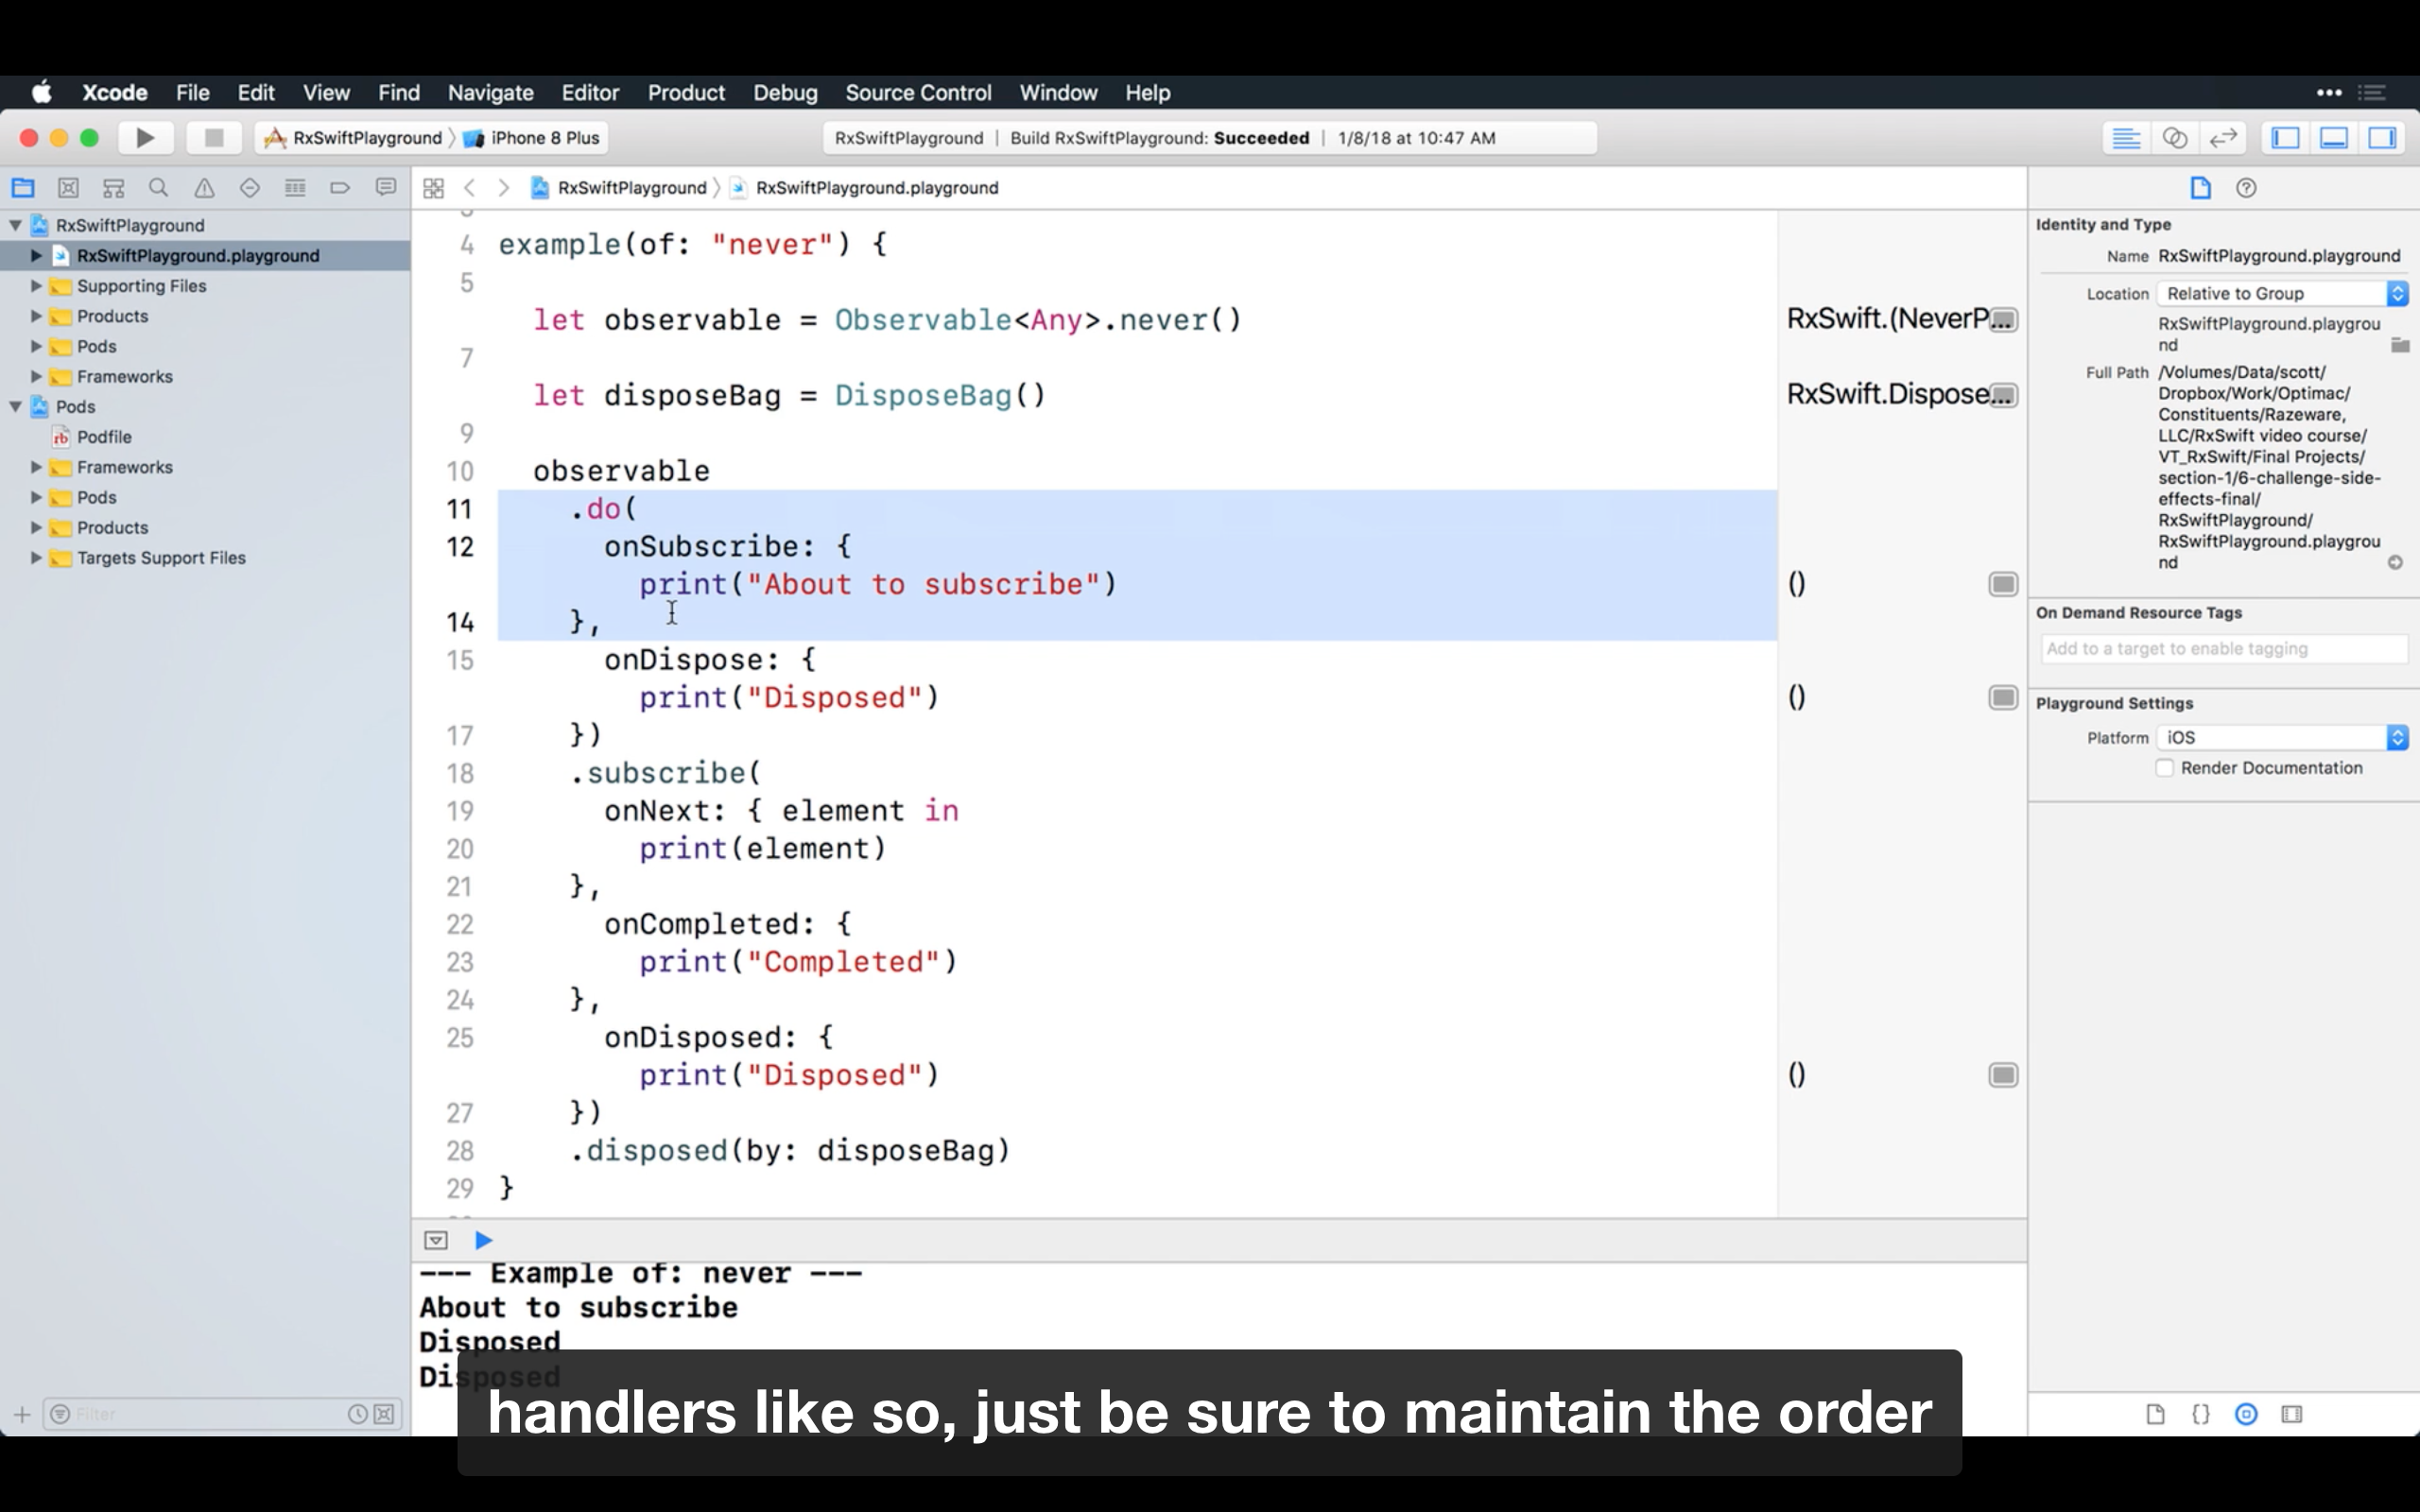 Xcode File Edit View Find Navigate Editor Product Debug Source Control Window Help
RxSwiftPlayground iPhone 8 Plus
RxSwiftPlayground | Build RxSwiftPlayground: Succeeded | 1/8/18 at 10:47 AM
RxSwiftPlayground
RxSwiftPlayground.playground
Supporting Files
Products
Pods
Frameworks
Pods
Podfile
Frameworks
Pods
Products
Targets Support Files
Filter
RxSwiftPlayground RxSwiftPlayground.playground
4 example(of: "never") {
5
let observable = Observable<Any>.never()
7
let disposeBag = DisposeBag()
9
10 observable
11 .do(
12 onSubscribe: {
print("About to subscribe")
14 },
15 onDispose: {
print("Disposed")
17 })
18 .subscribe(
19 onNext: { element in
20 print(element)
21 },
22 onCompleted: {
23 print("Completed")
24 },
25 onDisposed: {
print("Disposed")
27 })
28 .disposed(by: disposeBag)
29 }
RxSwift.(NeverP...
RxSwift.Dispose...
()
()
()
--- Example of: never ---
About to subscribe
Disposed
Disposed
handlers like so, just be sure to maintain the order
Identity and Type
Name RxSwiftPlayground.playground
Location Relative to Group
RxSwiftPlayground.playgrou
nd
Full Path /Volumes/Data/scott/
Dropbox/Work/Optimac/
Constituents/Razeware,
LLC/RxSwift video course/
VT_RxSwift/Final Projects/
section-1/6-challenge-side-
effects-final/
RxSwiftPlayground/
RxSwiftPlayground.playgrou
nd
On Demand Resource Tags
Add to a target to enable tagging
Playground Settings
Platform iOS
Render Documentation